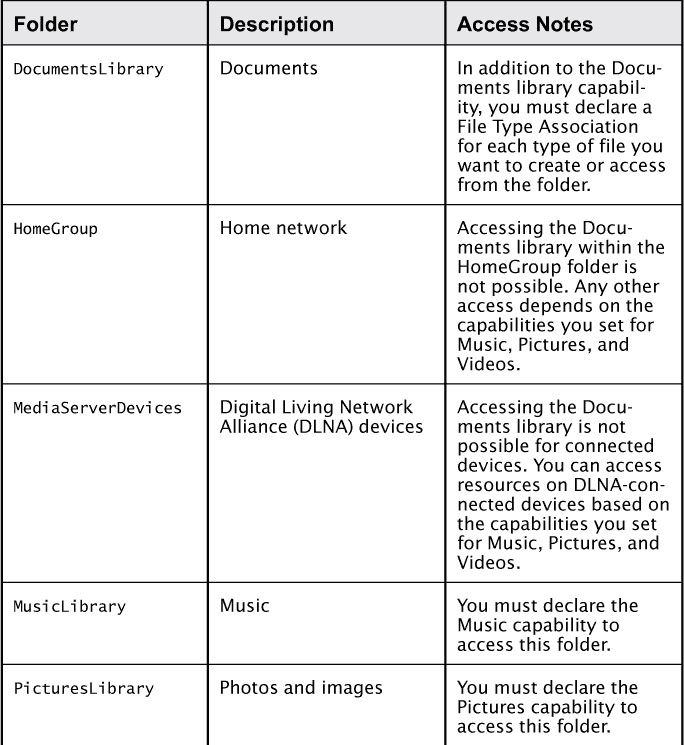 Folder Description Access Notes
DocumentsLibrary Documents In addition to the Docu-
ments library capabil-
ity, you must declare a
File Type Association
for each type of file you
want to create or access
from the folder.
HomeGroup Home network Accessing the Docu-
ments library within the
HomeGroup folder is
not possible. Any other
access depends on the
capabilities you set for
Music, Pictures, and
Videos.
MediaServerDevices Digital Living Network Accessing the Docu-
Alliance (DLNA) devices ments library is not
possible for connected
devices. You can access
resources on DLNA-con-
nected devices based on
the capabilities you set
for Music, Pictures, and
Videos.
MusicLibrary Music You must declare the
Music capability to
access this folder.
PicturesLibrary Photos and images You must declare the
Pictures capability to
access this folder.